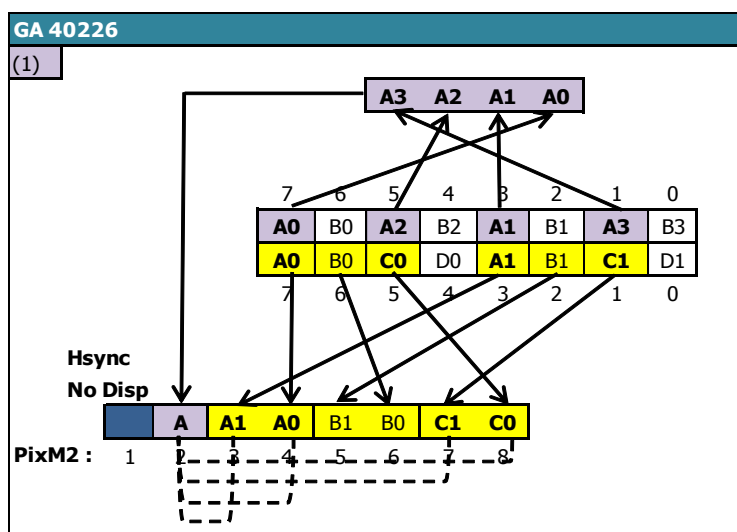 GA 40226
(1)
A3 A2 A1 A0
7 6 5 4 3 2 1 0
A0 B0 A2 B2 A1 B1 A3 B3
A0 B0 C0 D0 A1 B1 C1 D1
7 6 5 4 3 2 1 0
Hsync
No Disp
A A1 A0 B1 B0 C1 C0
PixM2 : 1 2 3 4 5 6 7 8